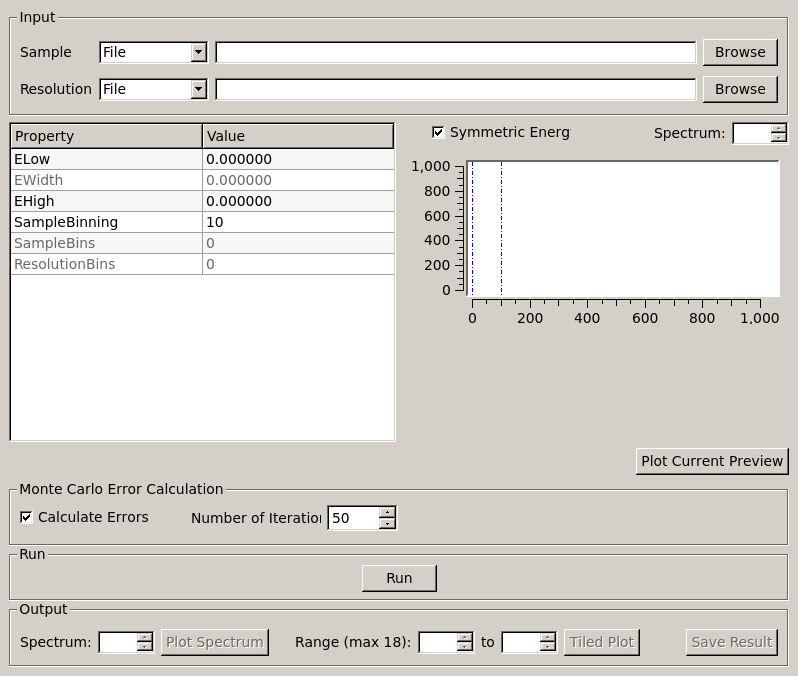 Input
Sample File Browse
Resolution File Browse
Property Value
ELow 0.000000
EWidth 0.000000
EHigh 0.000000
SampleBinning 10
SampleBins 0
ResolutionBins 0
Symmetric Energ Spectrum:
1,000
800
600
400
200
0
0 200 400 600 800 1,000
Plot Current Preview
Monte Carlo Error Calculation
Calculate Errors Number of Iteration 50
Run
Run
Output
Spectrum: Plot Spectrum Range (max 18): to Tiled Plot Save Result